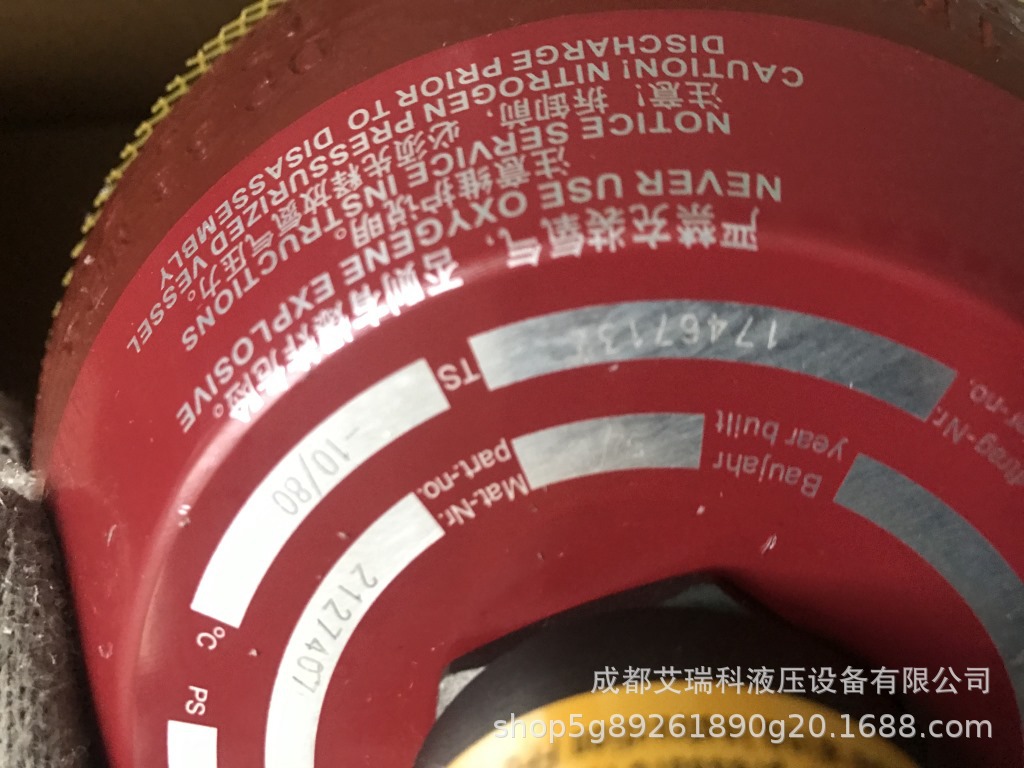 PS
Mat-Nr.
part-no.
Baujahr
year built
TS
-10/80
°C
严禁充装氧气，否则有爆炸危险。
NEVER USE OXYGENE EXPLOSIVE
注意维护说明。
NOTICE SERVICE INSTRUCTIONS
注意！拆卸前，必须先释放氮气压力。
CAUTION! NITROGEN PRESSURIZED VESSEL
DISCHARGE PRIOR TO DISASSEMBLY
成都艾瑞科液压设备有限公司
shop5g89261890g20.1688.com